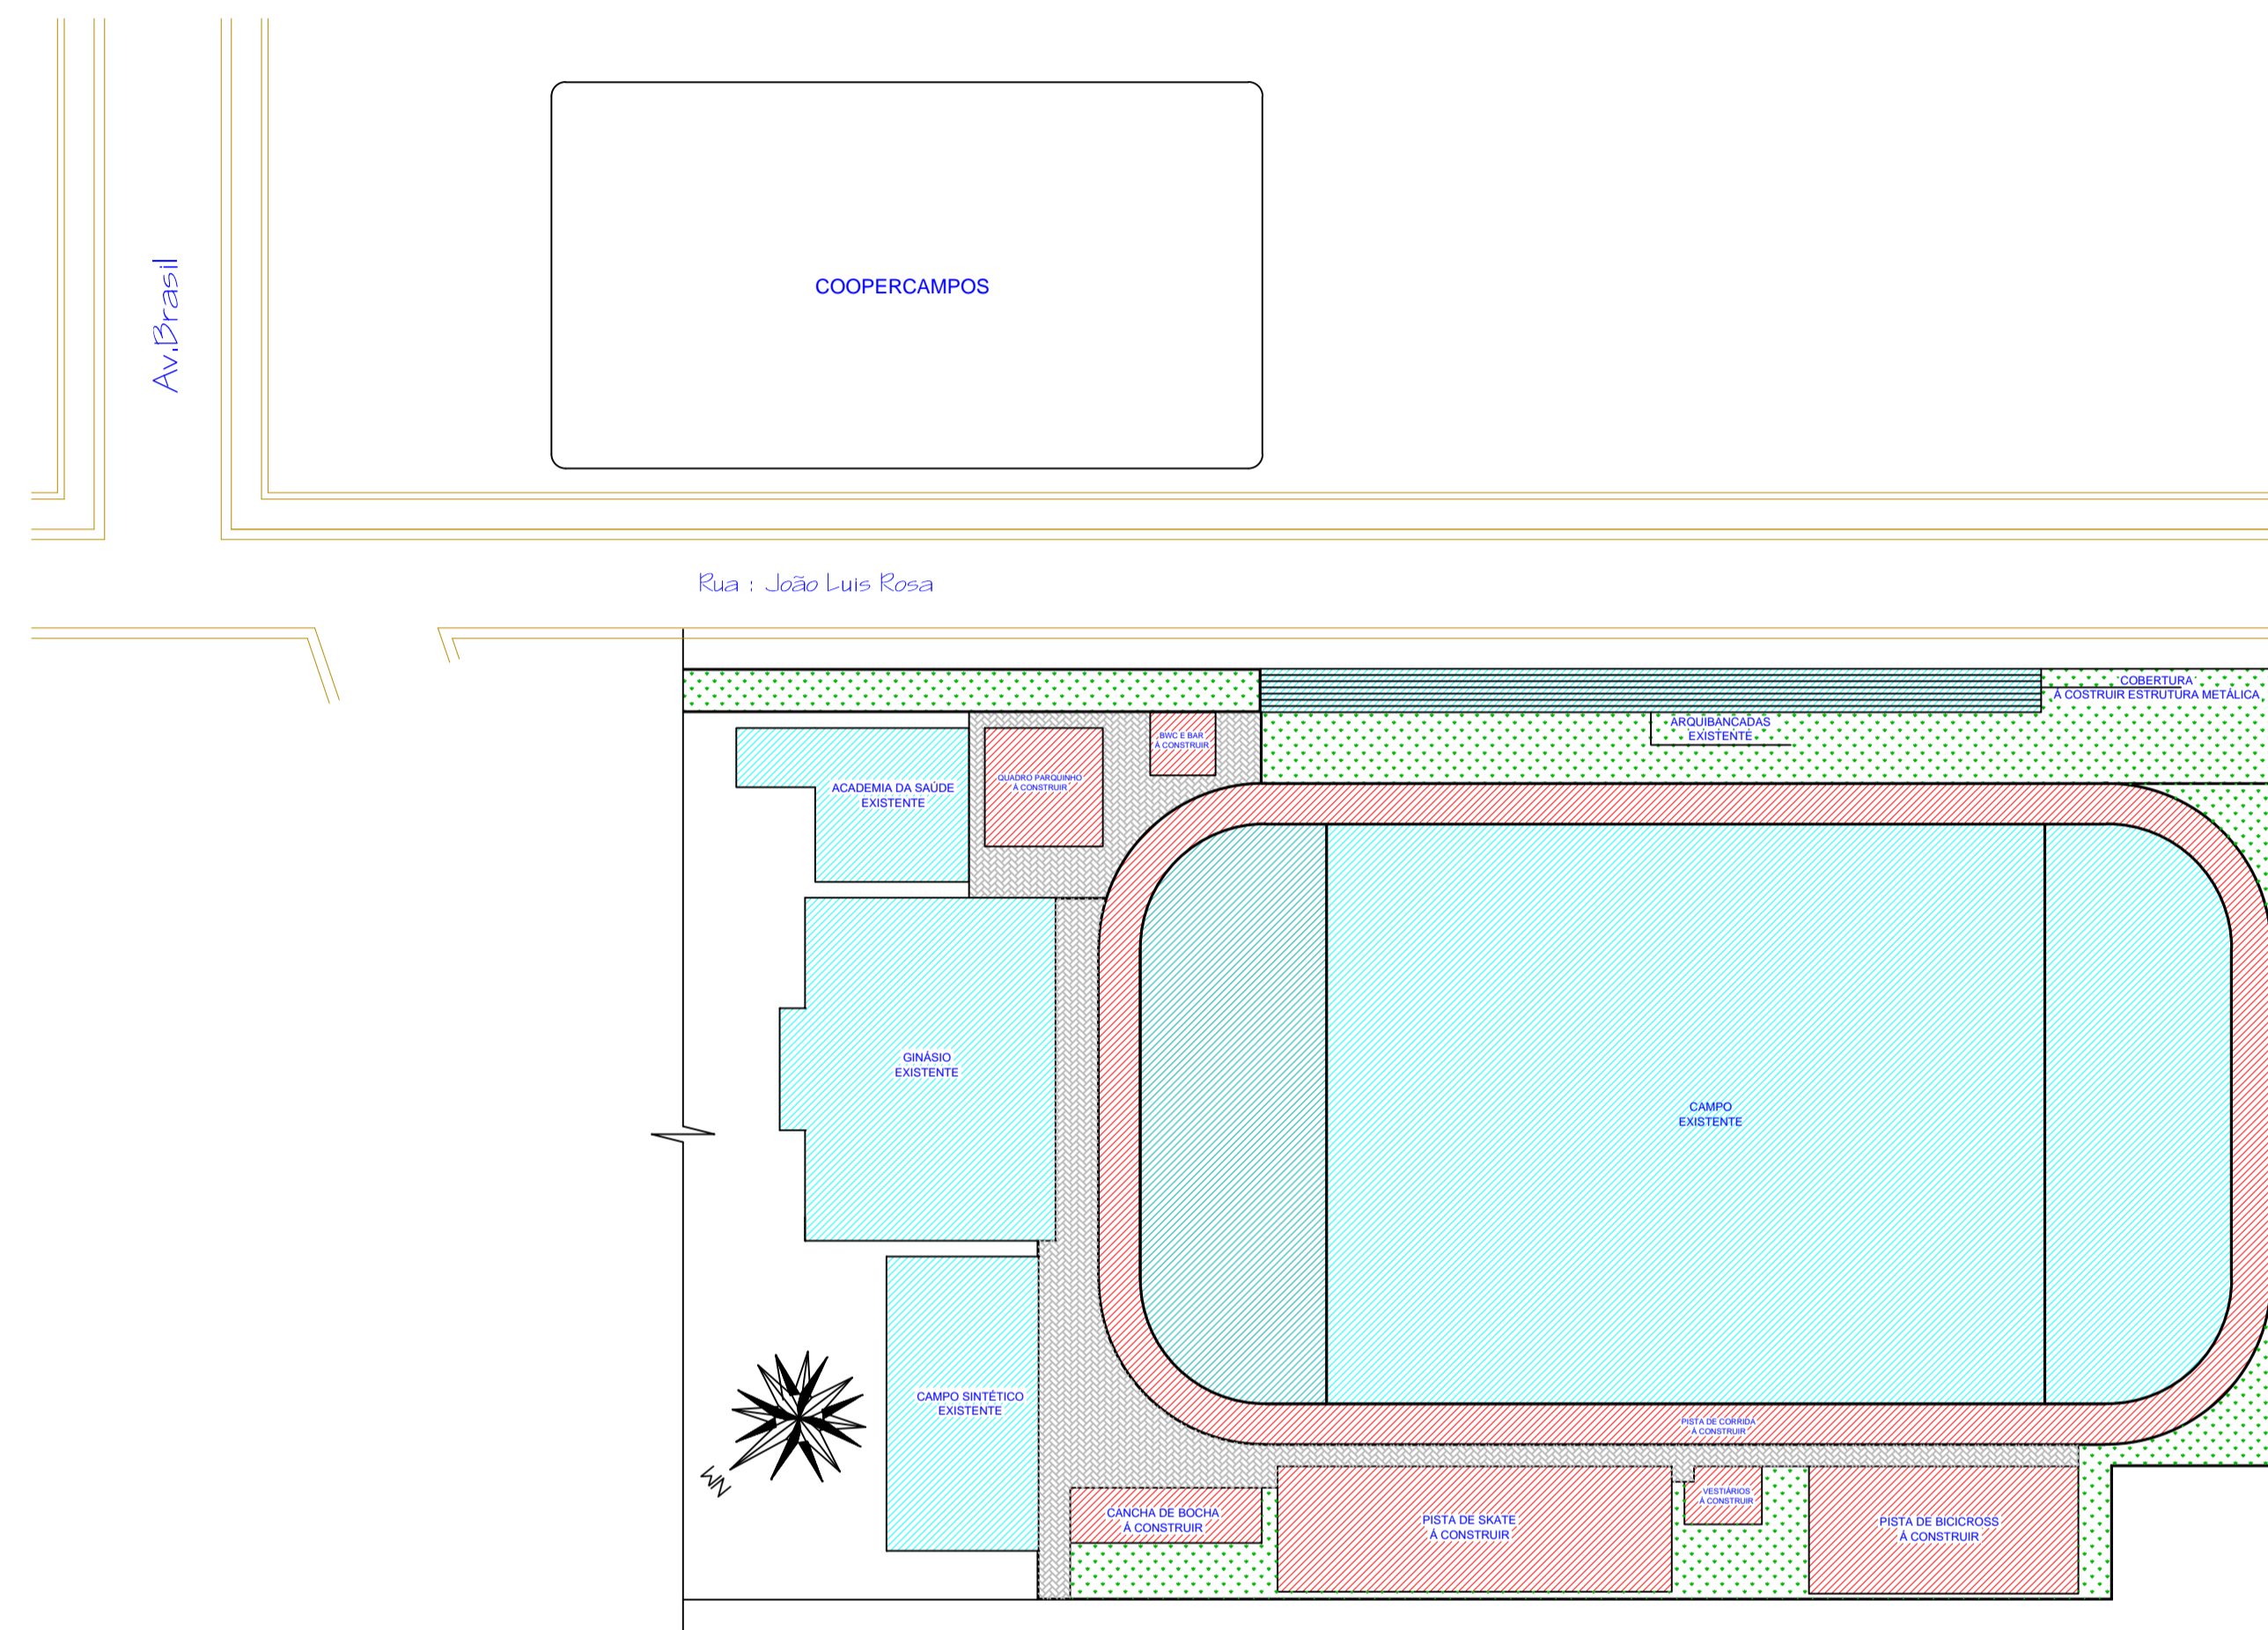 Av.Brasil
COOPERCAMPOS
Rua : João Luis Rosa
COBERTURA
Á COSTRUIR ESTRUTURA METÁLICA
ARQUIBANCADAS
EXISTENTE
BWC E BAR
Á CONSTRUIR
QUADRO PARQUINHO
Á CONSTRUIR
ACADEMIA DA SAÚDE
EXISTENTE
GINÁSIO
EXISTENTE
CAMPO
EXISTENTE
CAMPO SINTÉTICO
EXISTENTE
PISTA DE CORRIDA
Á CONSTRUIR
CANCHA DE BOCHA
Á CONSTRUIR
PISTA DE SKATE
Á CONSTRUIR
VESTIÁRIOS
Á CONSTRUIR
PISTA DE BICICROSS
Á CONSTRUIR